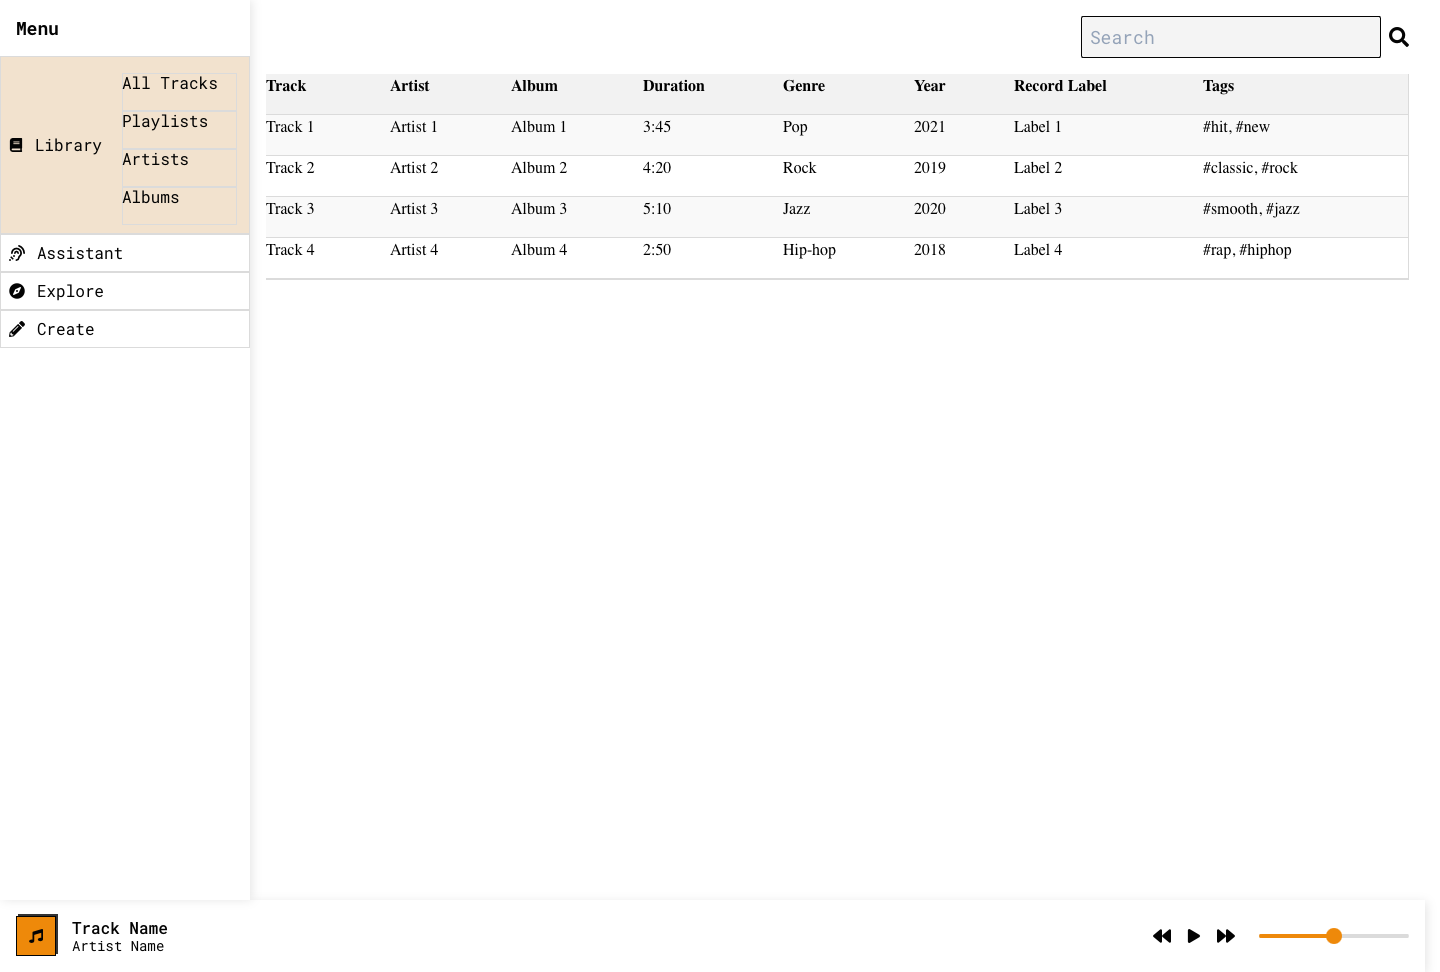 Menu
Library
All Tracks
Playlists
Artists
Albums
Assistant
Explore
Create
Search
Track Artist Album Duration Genre Year Record Label Tags
Track 1 Artist 1 Album 1 3:45 Pop 2021 Label 1 #hit, #new
Track 2 Artist 2 Album 2 4:20 Rock 2019 Label 2 #classic, #rock
Track 3 Artist 3 Album 3 5:10 Jazz 2020 Label 3 #smooth, #jazz
Track 4 Artist 4 Album 4 2:50 Hip-hop 2018 Label 4 #rap, #hiphop
Track Name
Artist Name